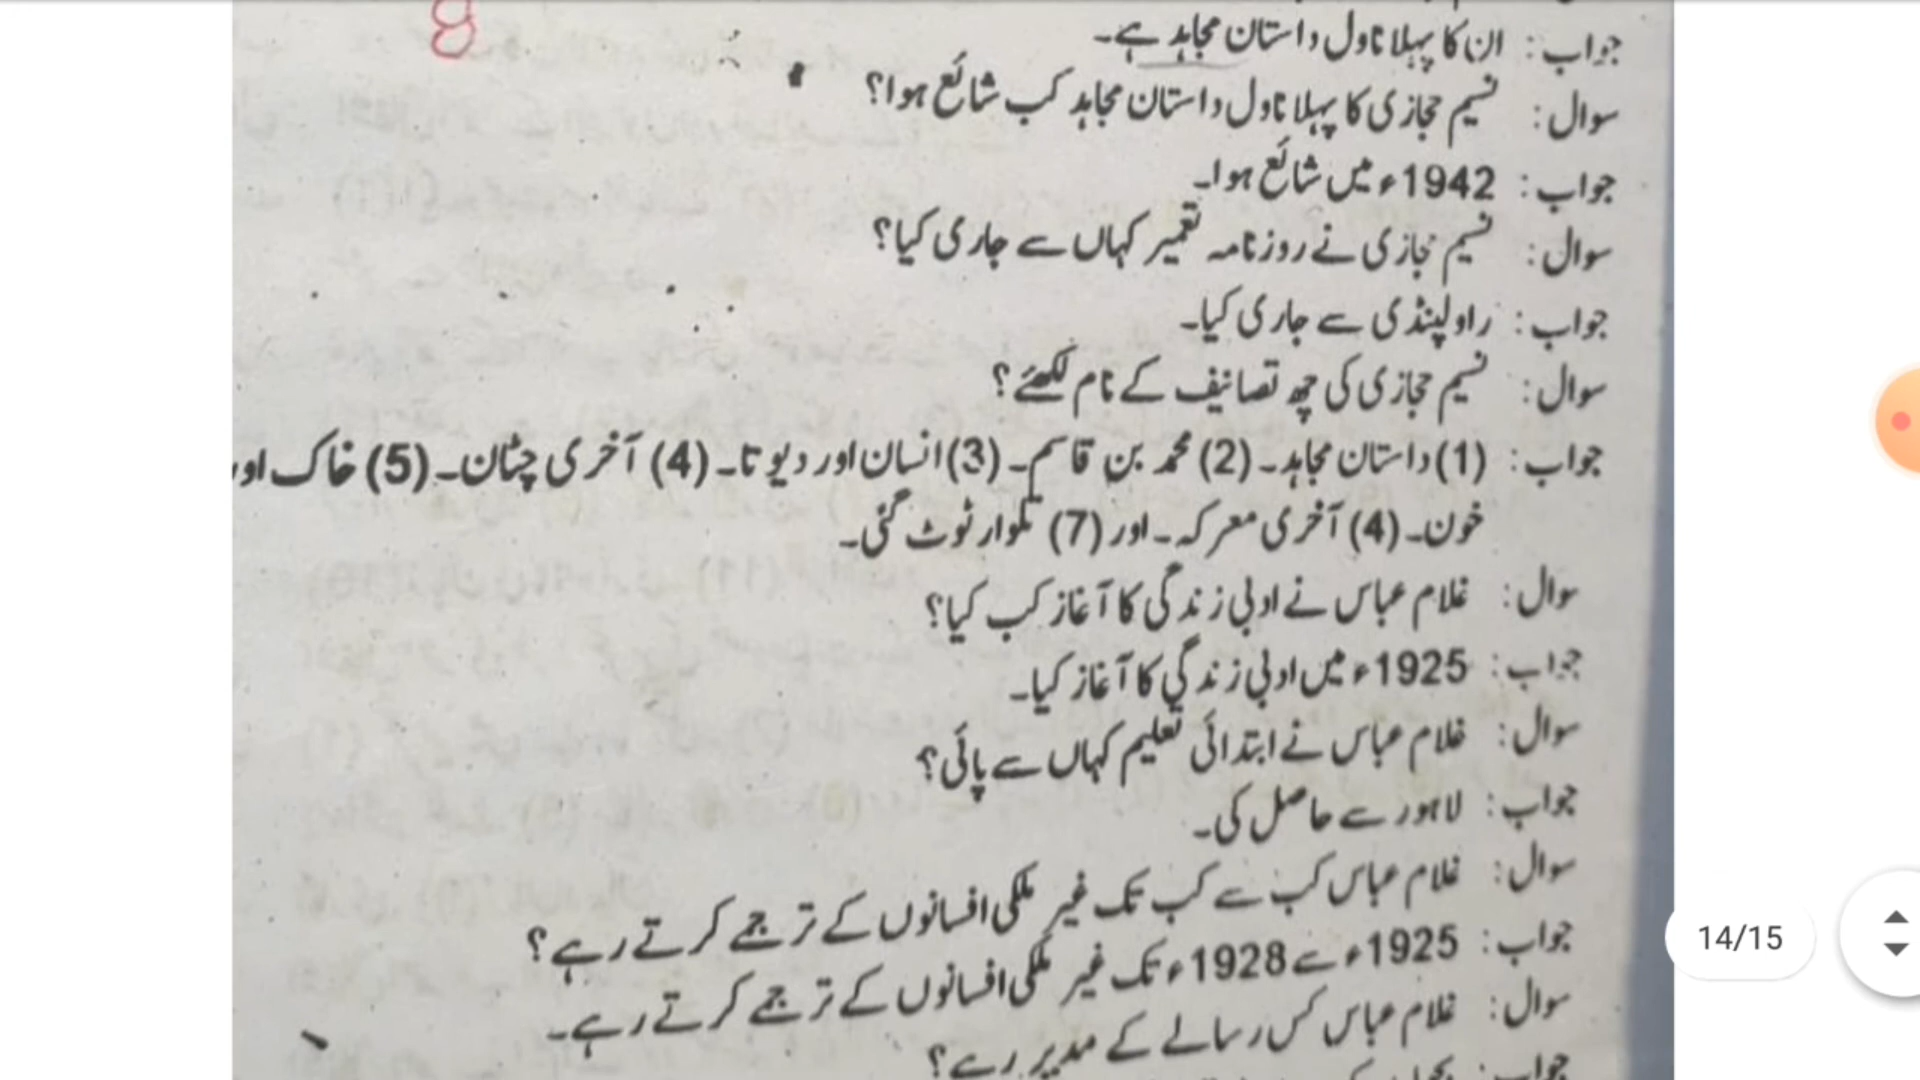 8
جواب: ان کا پہلا ناول داستان مجاہد ہے۔
سوال: نسیم حجازی کا پہلا ناول داستان مجاہد کب شائع ہوا؟
جواب: 1942ء میں شائع ہوا۔
سوال: نسیم حجازی نے روزنامہ تعمیر کہاں سے جاری کیا؟
جواب: راولپنڈی سے جاری کیا۔
سوال: نسیم حجازی کی چھ تصانیف کے نام لکھئے؟
جواب: (1) داستان مجاہد۔ (2) محمد بن قاسم۔ (3) انسان اور دیوتا۔ (4) آخری چٹان۔ (5) خاک اور
خون۔ (4) آخری معرکہ۔ اور (7) تلوار ٹوٹ گئی۔
سوال: غلام عباس نے ادبی زندگی کا آغاز کب کیا؟
جواب: 1925ء میں ادبی زندگی کا آغاز کیا۔
سوال: غلام عباس نے ابتدائی تعلیم کہاں سے پائی؟
جواب: لاہور سے حاصل کی۔
سوال: غلام عباس کب سے کب تک غیر ملکی افسانوں کے ترجمے کرتے رہے؟
جواب: 1925ء سے 1928ء تک غیر ملکی افسانوں کے ترجمے کرتے رہے۔
سوال: غلام عباس کس رسالے کے مدیر رہے؟
جواب:
14/15